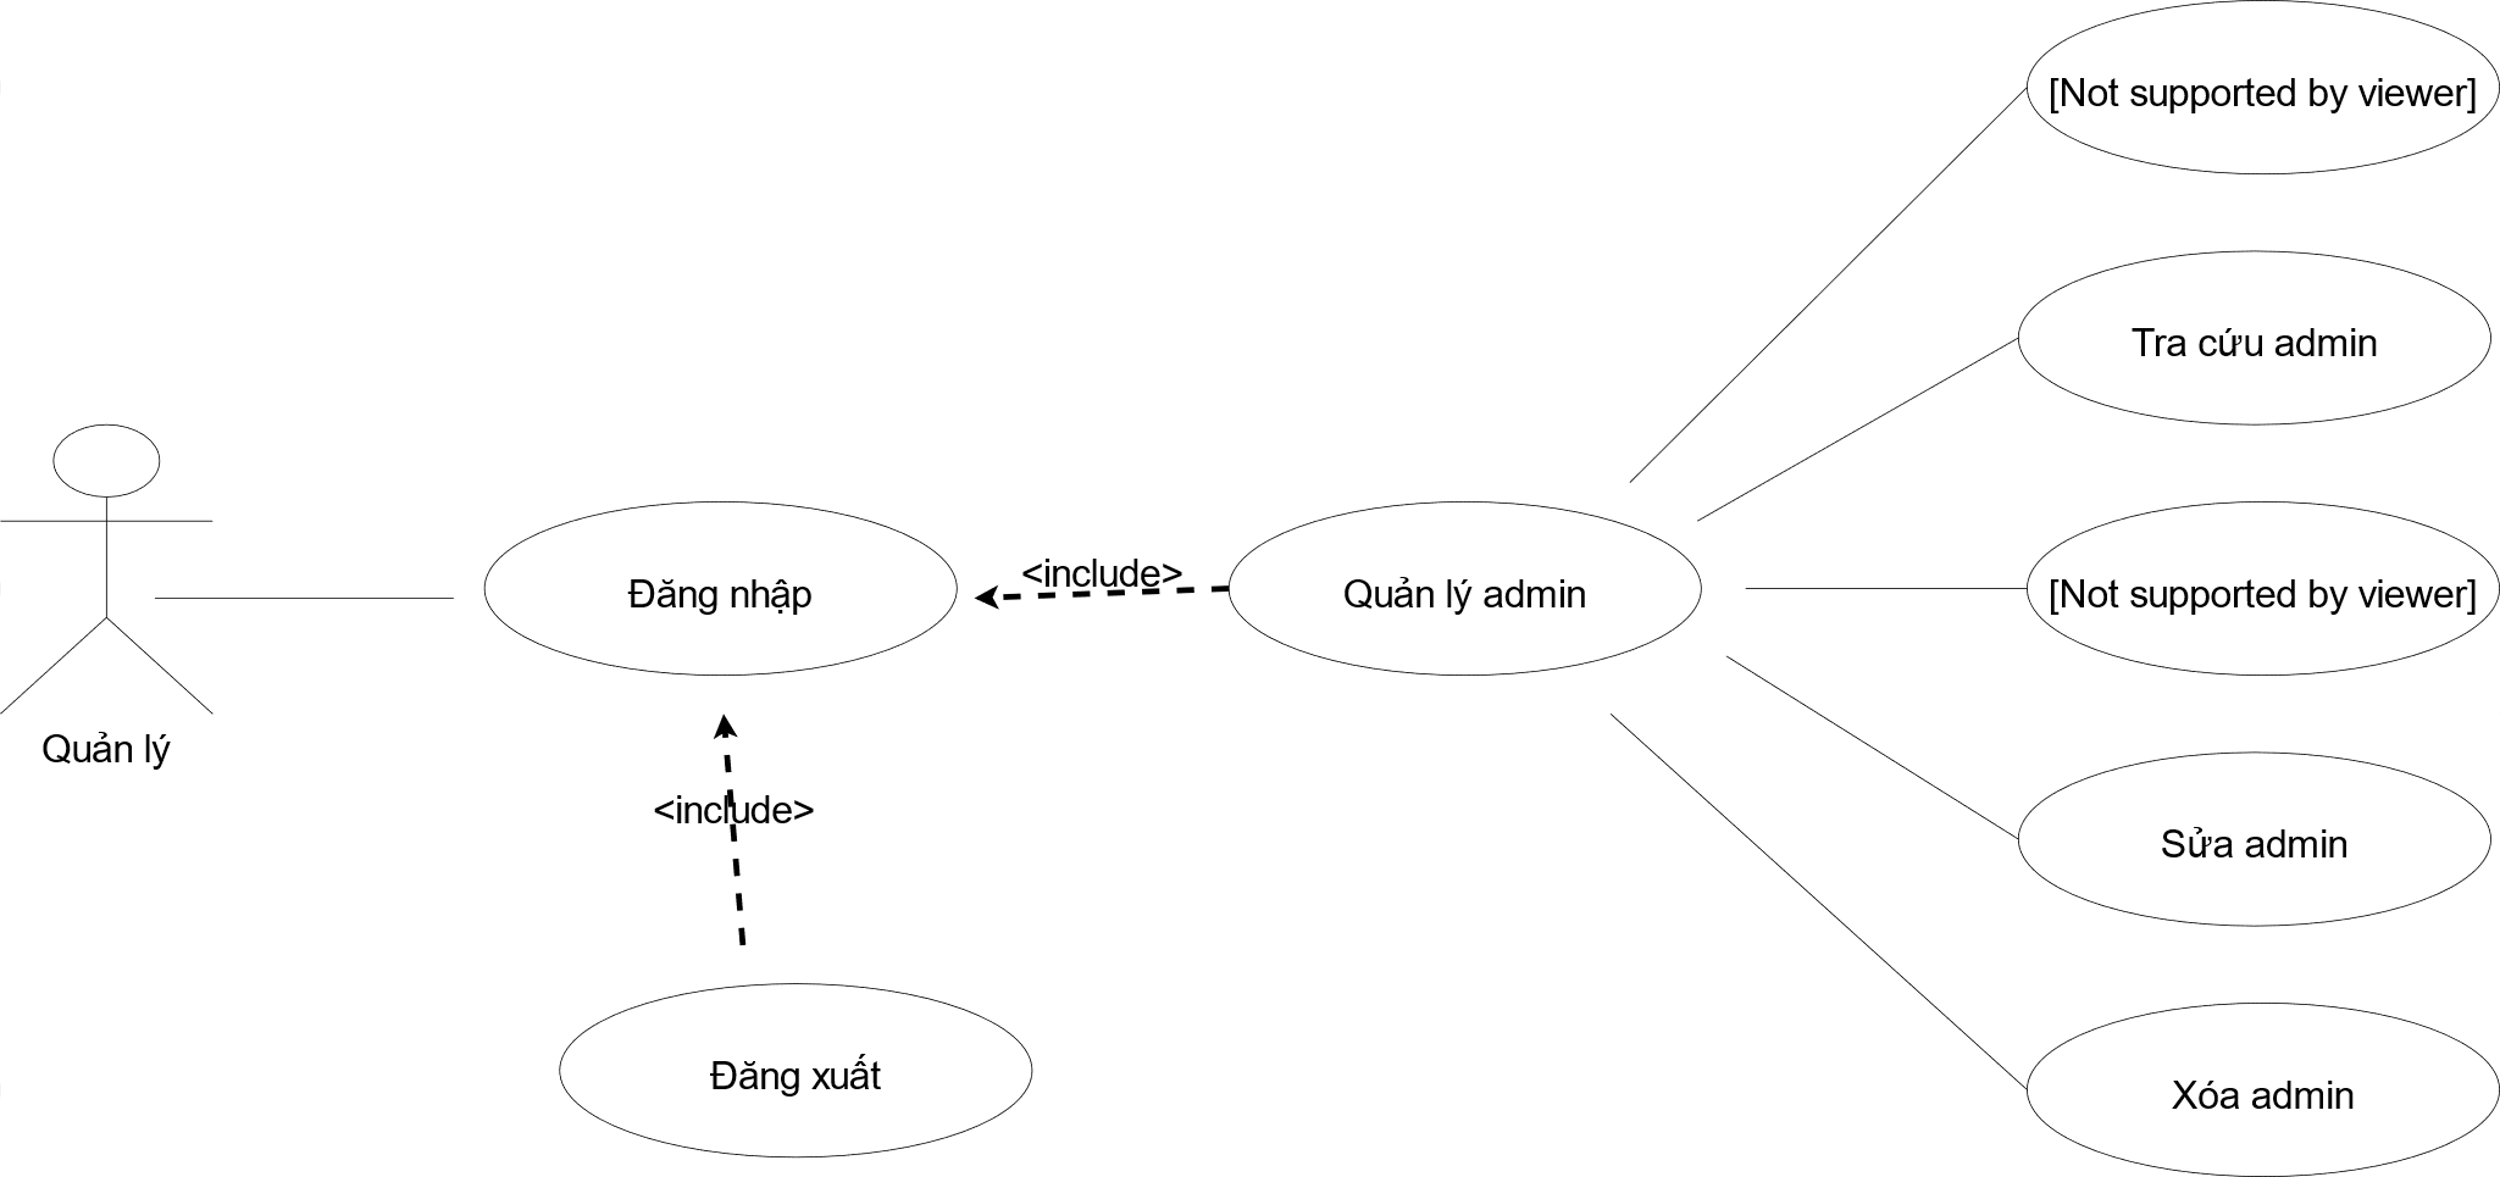 [Not supported by viewer]
Tra cứu admin
<include>
Đăng nhập
Quản lý admin
[Not supported by viewer]
Quản lý
<include>
Sửa admin
Đăng xuất
Xóa admin